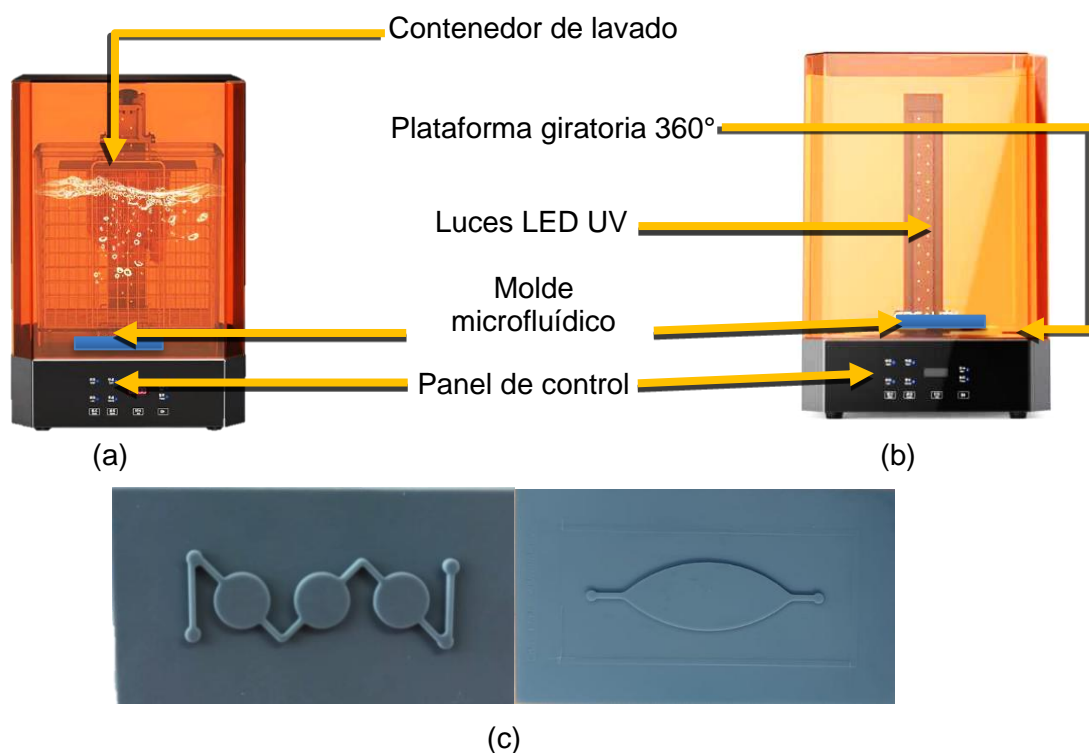 Contenedor de lavado
Plataforma giratoria 360°
Luces LED UV
Molde
microfluídico
Panel de control
(a)
(b)
(c)